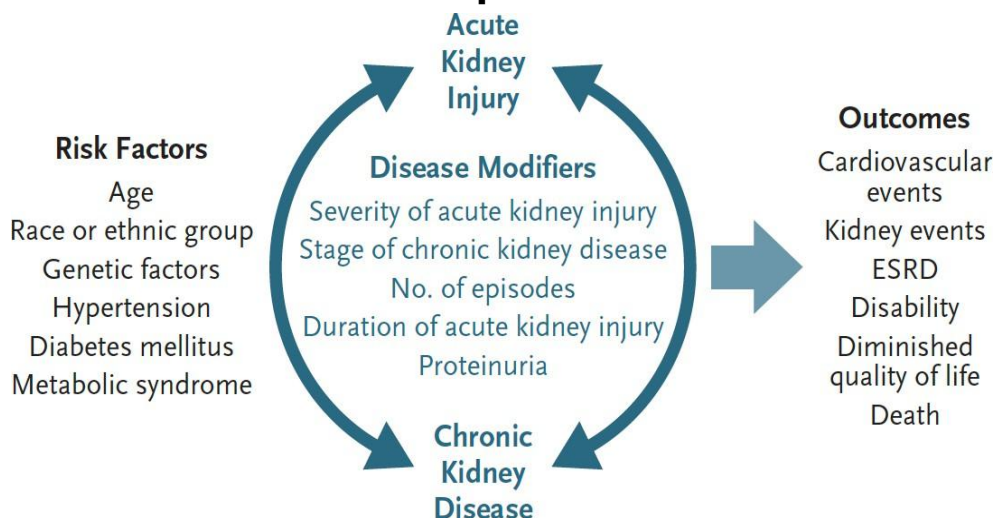 Acute
Kidney
Injury
Risk Factors
Age
Race or ethnic group
Genetic factors
Hypertension
Diabetes mellitus
Metabolic syndrome
Disease Modifiers
Severity of acute kidney injury
Stage of chronic kidney disease
No. of episodes
Duration of acute kidney injury
Proteinuria
Chronic
Kidney
Disease
Outcomes
Cardiovascular
events
Kidney events
ESRD
Disability
Diminished
quality of life
Death